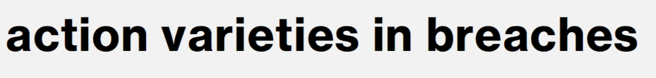 action varieties in breaches